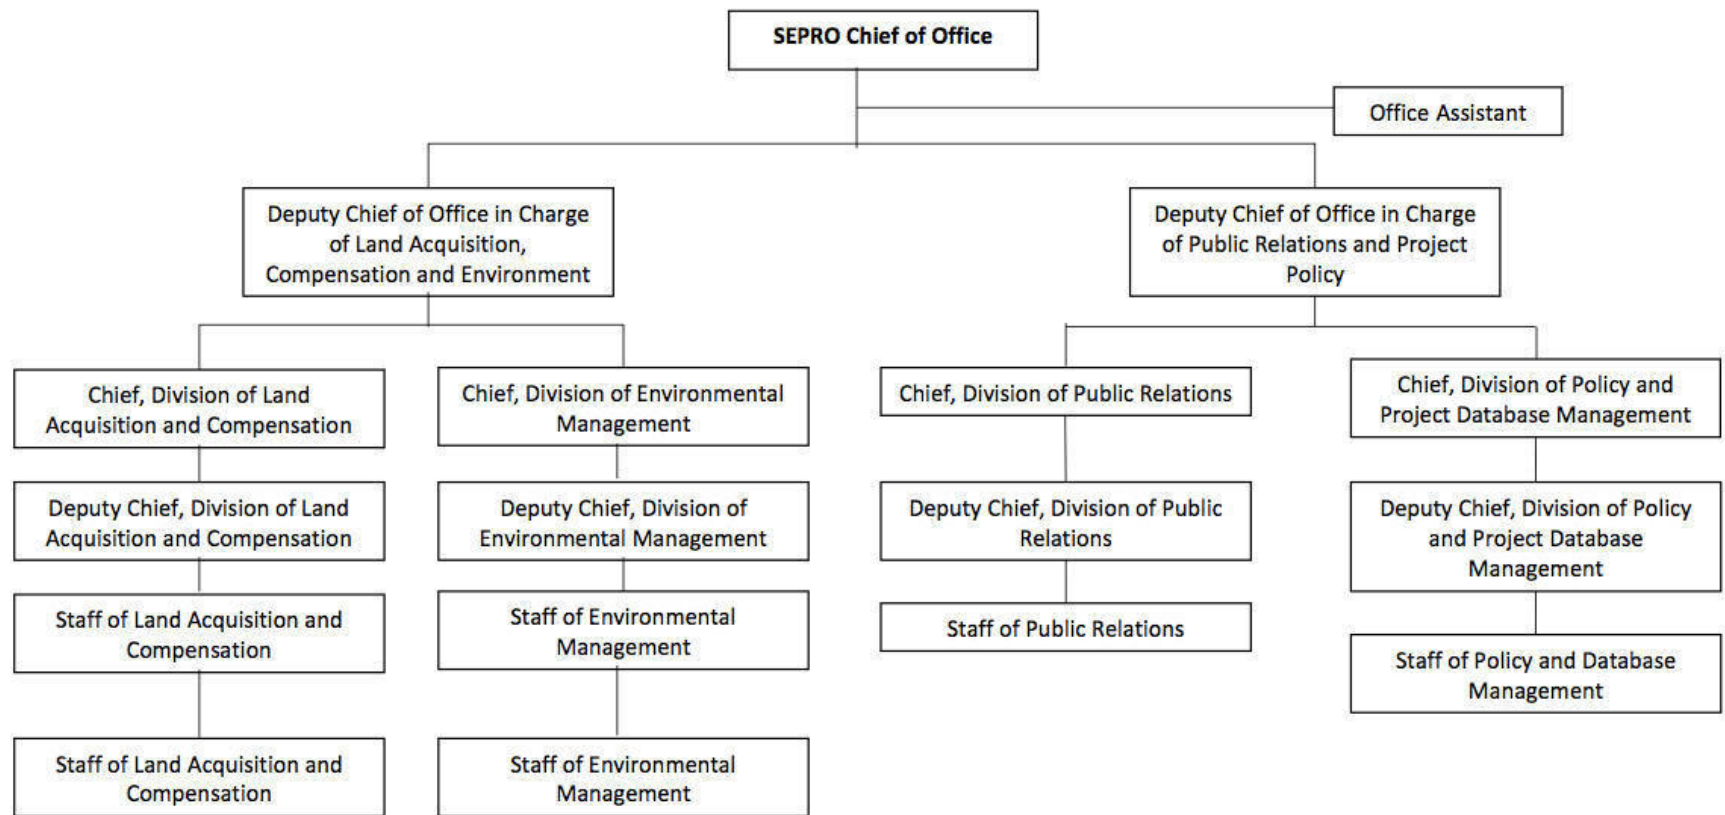 SEPRO Chief of Office
Office Assistant
Deputy Chief of Office in Charge
of Land Acquisition,
Compensation and Environment
Deputy Chief of Office in Charge
of Public Relations and Project
Policy
Chief, Division of Land
Acquisition and Compensation
Chief, Division of Environmental
Management
Chief, Division of Public Relations
Chief, Division of Policy and
Project Database Management
Deputy Chief, Division of Land
Acquisition and Compensation
Deputy Chief, Division of
Environmental Management
Deputy Chief, Division of Public
Relations
Deputy Chief, Division of Policy
and Project Database
Management
Staff of Land Acquisition and
Compensation
Staff of Environmental
Management
Staff of Public Relations
Staff of Policy and Database
Management
Staff of Land Acquisition and
Compensation
Staff of Environmental
Management